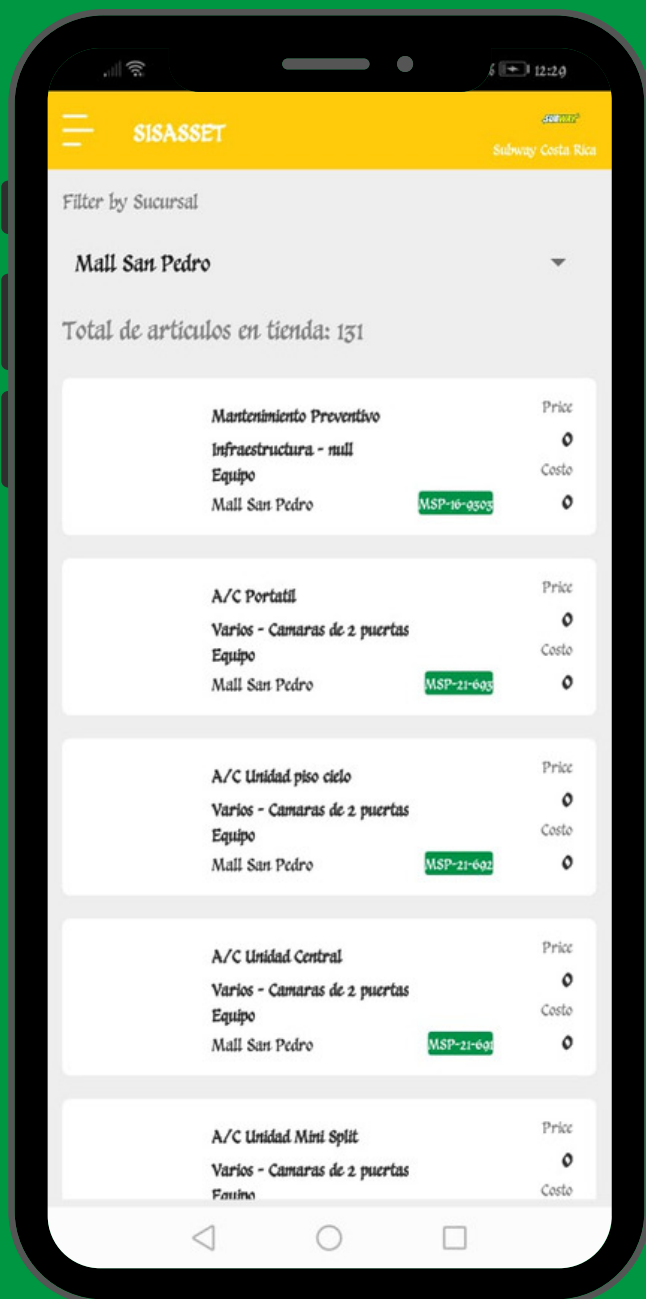 12:29
SISASSET
SUBWAY
Subway Costa Rica
Filter by Sucursal
Mall San Pedro
Total de articulos en tienda: 131
Mantenimiento Preventivo
Price
Infraestructura - null
0
Equipo
Costo
Mall San Pedro
MSP-16-9303
0
A/C Portatil
Price
Varios - Camaras de 2 puertas
0
Equipo
Costo
Mall San Pedro
MSP-21-693
0
A/C Unidad piso cielo
Price
Varios - Camaras de 2 puertas
0
Equipo
Costo
Mall San Pedro
MSP-21-692
0
A/C Unidad Central
Price
Varios - Camaras de 2 puertas
0
Equipo
Costo
Mall San Pedro
MSP-21-691
0
A/C Unidad Mini Split
Price
Varios - Camaras de 2 puertas
0
Equipo
Costo